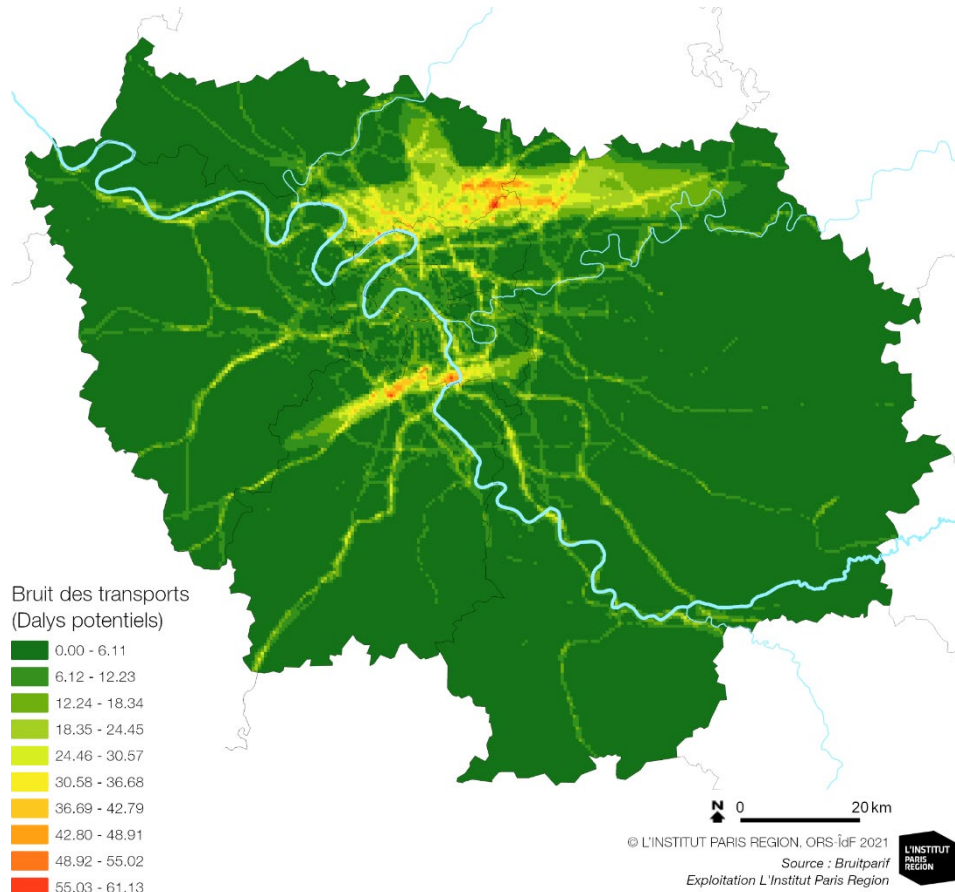 Bruit des transports
(Dalys potentiels)
0.00 - 6.11
6.12 - 12.23
12.24 - 18.34
18.35 - 24.45
24.46 - 30.57
30.58 - 36.68
36.69 - 42.79
42.80 - 48.91
48.92 - 55.02
55.03 - 61.13
N 0 20 km
© L'INSTITUT PARIS REGION, ORS-ÎdF 2021
Source : Bruitparif
Exploitation L'Institut Paris Region
L'INSTITUT
PARIS
REGION